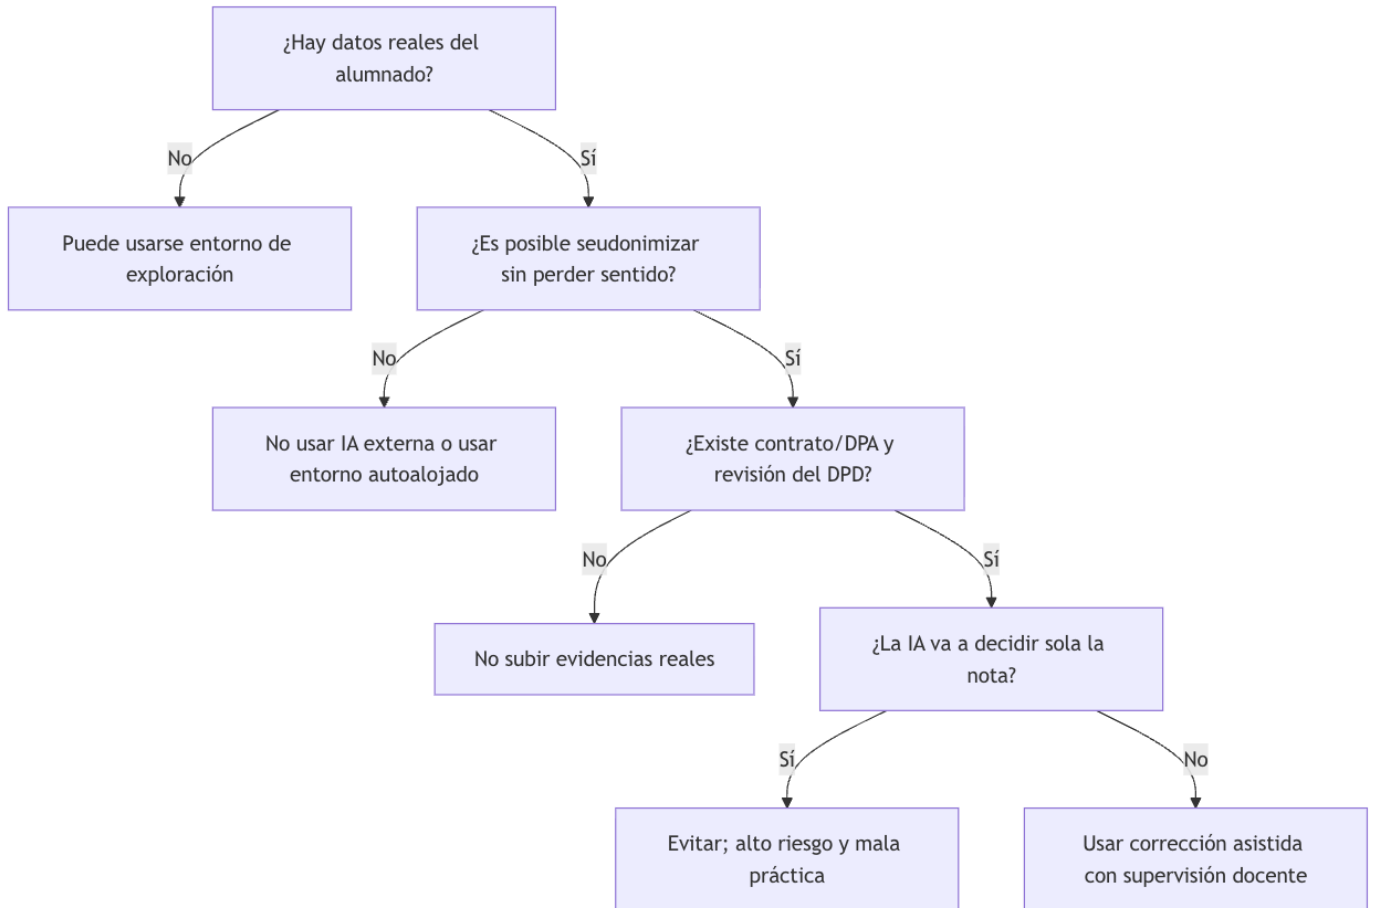 ¿Hay datos reales del
alumnado?
No
Sí
Puede usarse entorno de
exploración
¿Es posible seudonimizar
sin perder sentido?
No
Sí
No usar IA externa o usar
entorno autoalojado
¿Existe contrato/DPA y
revisión del DPD?
No
Sí
No subir evidencias reales
¿La IA va a decidir sola la
nota?
Sí
No
Evitar; alto riesgo y mala
práctica
Usar corrección asistida
con supervisión docente